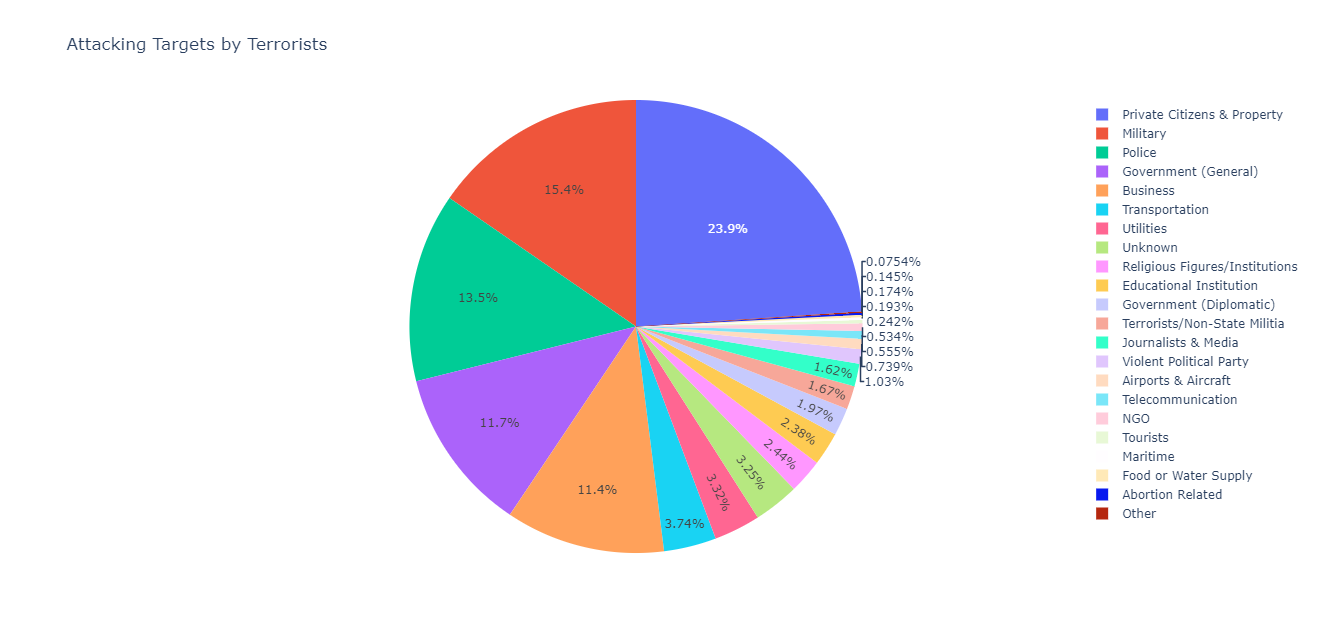 Attacking Targets by Terrorists
15.4%
23.9%
13.5%
11.7%
11.4%
3.74%
3.32%
3.25%
2.44%
2.38%
1.97%
1.67%
1.62%
0.0754%
0.145%
0.174%
0.193%
0.242%
0.534%
0.555%
0.739%
1.03%
Private Citizens & Property
Military
Police
Government (General)
Business
Transportation
Utilities
Unknown
Religious Figures/Institutions
Educational Institution
Government (Diplomatic)
Terrorists/Non-State Militia
Journalists & Media
Violent Political Party
Airports & Aircraft
Telecommunication
NGO
Tourists
Maritime
Food or Water Supply
Abortion Related
Other